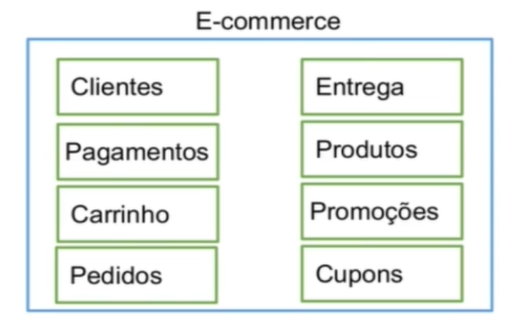 E-commerce
Clientes
Pagamentos
Carrinho
Pedidos
Entrega
Produtos
Promoções
Cupons